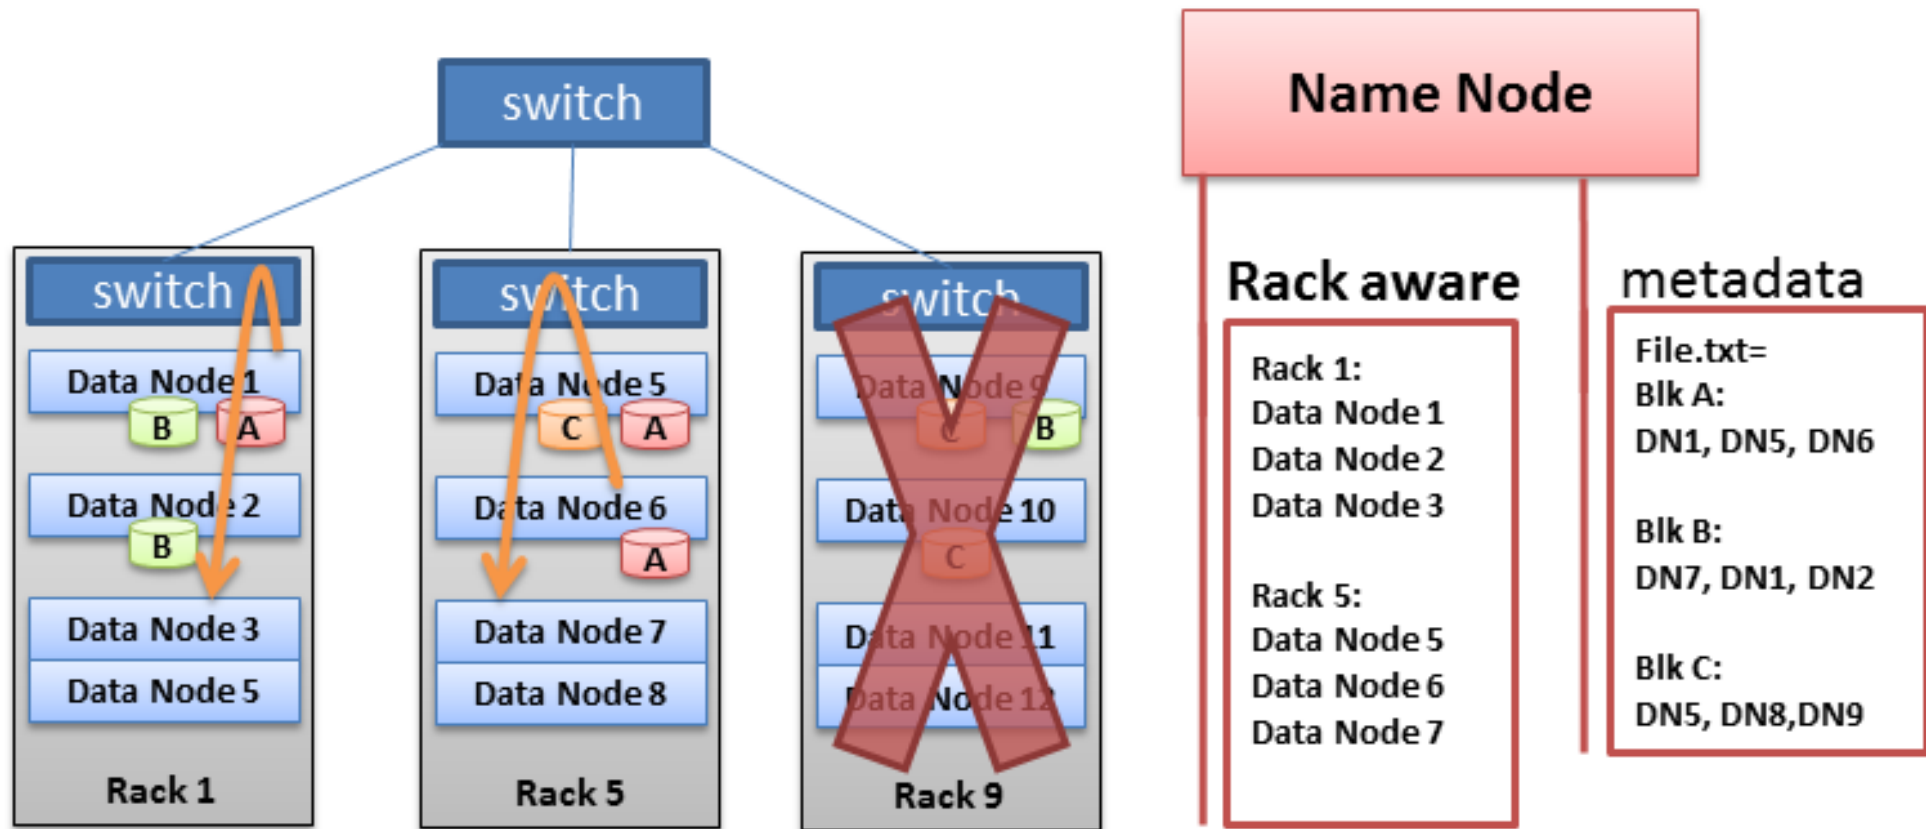 switch
Name Node
switch
Data Node 1
B
A
Data Node 2
B
Data Node 3
Data Node 5
Rack 1
switch
Data Node 5
C
A
Data Node 6
A
Data Node 7
Data Node 8
Rack 5
switch
Data Node 9
C
B
Data Node 10
C
Data Node 11
Data Node 12
Rack 9
Rack aware
Rack 1:
Data Node 1
Data Node 2
Data Node 3
Rack 5:
Data Node 5
Data Node 6
Data Node 7
metadata
File.txt=
Blk A:
DN1, DN5, DN6
Blk B:
DN7, DN1, DN2
Blk C:
DN5, DN8,DN9